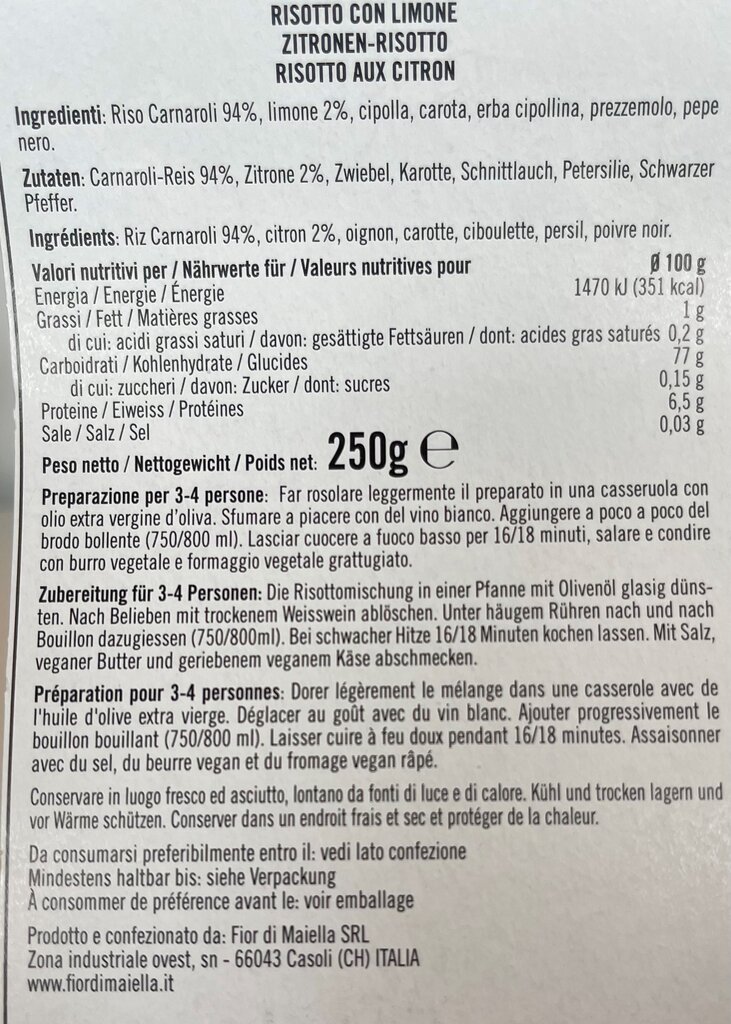 RISOTTO CON LIMONE
ZITRONEN-RISOTTO
RISOTTO AUX CITRON
Ingredienti: Riso Carnaroli 94%, limone 2%, cipolla, carota, erba cipollina, prezzemolo, pepe
nero.
Zutaten: Carnaroli-Reis 94%, Zitrone 2%, Zwiebel, Karotte, Schnittlauch, Petersilie, Schwarzer
Pfeffer.
Ingrédients: Riz Carnaroli 94%, citron 2%, oignon, carotte, ciboulette, persil, poivre noir.
Valori nutritivi per / Nährwerte für / Valeurs nutritives pour Ø 100 g
Energia / Energie / Énergie 1470 kJ (351 kcal)
Grassi / Fett / Matières grasses 1 g
di cui: acidi grassi saturi / davon: gesättigte Fettsäuren / dont: acides gras saturés 0,2 g
Carboidrati / Kohlenhydrate / Glucides 77 g
di cui: zuccheri / davon: Zucker / dont: sucres 0,15 g
Proteine / Eiweiss / Protéines 6,5 g
Sale / Salz / Sel 0,03 g
Peso netto / Nettogewicht / Poids net: 250g ℮
Preparazione per 3-4 persone: Far rosolare leggermente il preparato in una casseruola con
olio extra vergine d'oliva. Sfumare a piacere con del vino bianco. Aggiungere a poco a poco del
brodo bollente (750/800 ml). Lasciar cuocere a fuoco basso per 16/18 minuti, salare e condire
con burro vegetale e formaggio vegetale grattugiato.
Zubereitung für 3-4 Personen: Die Risottomischung in einer Pfanne mit Olivenöl glasig düns-
ten. Nach Belieben mit trockenem Weisswein ablöschen. Unter häugem Rühren nach und nach
Bouillon dazugiessen (750/800ml). Bei schwacher Hitze 16/18 Minuten kochen lassen. Mit Salz,
veganer Butter und geriebenem veganem Käse abschmecken.
Préparation pour 3-4 personnes: Dorer légèrement le mélange dans une casserole avec de
l'huile d'olive extra vierge. Déglacer au goût avec du vin blanc. Ajouter progressivement le
bouillon bouillant (750/800 ml). Laisser cuire à feu doux pendant 16/18 minutes. Assaisonner
avec du sel, du beurre vegan et du fromage vegan râpé.
Conservare in luogo fresco ed asciutto, lontano da fonti di luce e di calore. Kühl und trocken lagern und
vor Wärme schützen. Conserver dans un endroit frais et sec et protéger de la chaleur.
Da consumarsi preferibilmente entro il: vedi lato confezione
Mindestens haltbar bis: siehe Verpackung
À consommer de préférence avant le: voir emballage
Prodotto e confezionato da: Fior di Maiella SRL
Zona industriale ovest, sn - 66043 Casoli (CH) ITALIA
www.fiordimaiella.it